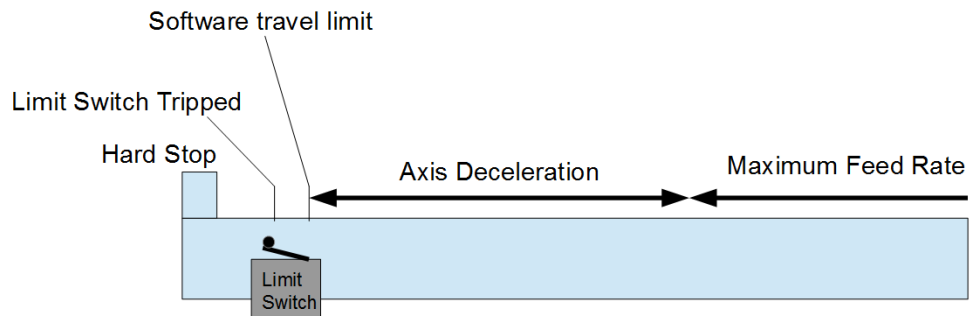 Software travel limit
Limit Switch Tripped
Hard Stop
Axis Deceleration
Maximum Feed Rate
Limit
Switch